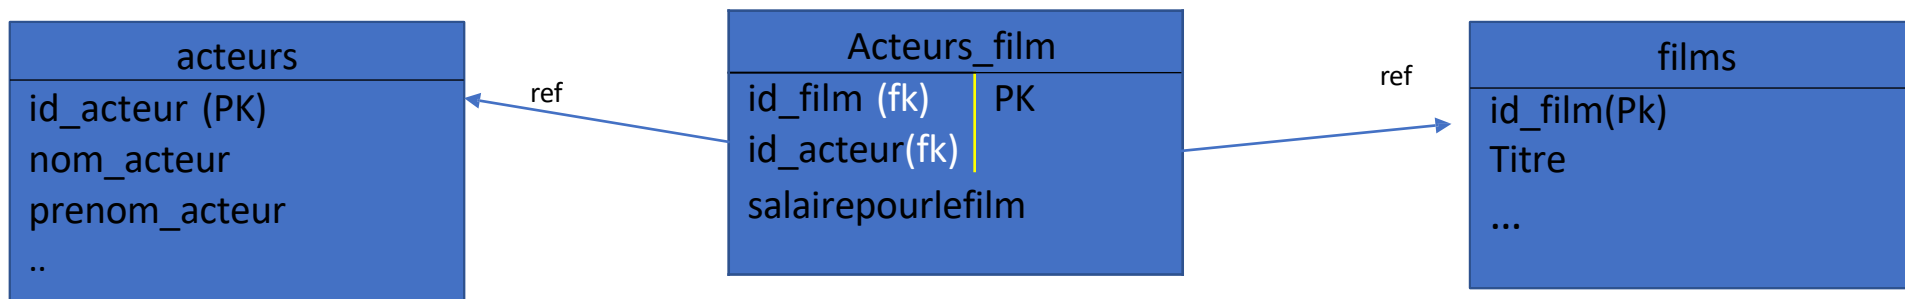 acteurs
id_acteur (PK)
nom_acteur
prenom_acteur
..
ref
Acteurs_film
id_film (fk) PK
id_acteur(fk)
salairepourlefilm
ref
films
id_film(Pk)
Titre
...